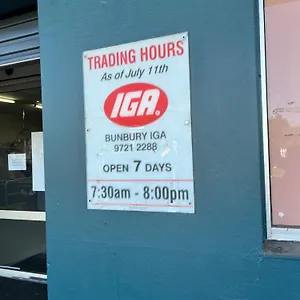 TRADING HOURS
As of July 11th
IGA
BUNBURY IGA
9721 2288
OPEN 7 DAYS
7:30am - 8:00pm